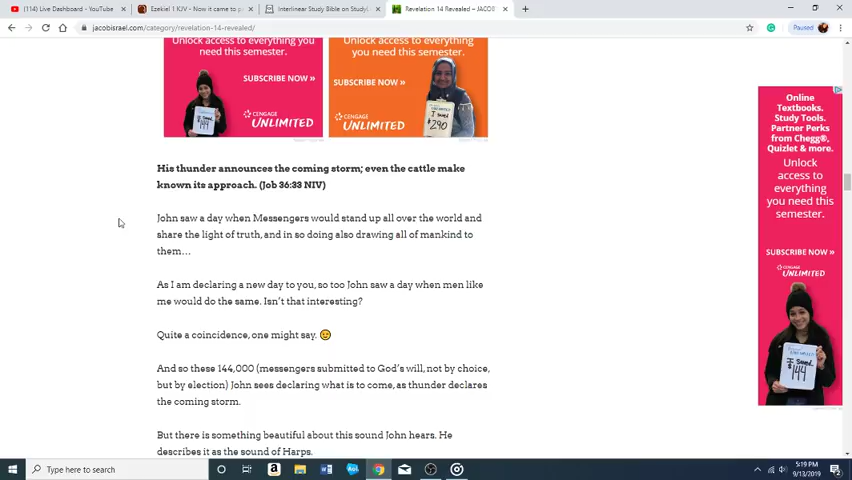 (114) Live Dashboard - YouTube
Ezekiel 1 KJV - Now it came to p
Interlinear Study Bible on Study
Revelation 14 Revealed – JACO
jacobisrael.com/category/revelation-14-revealed/
Paused
Unlock access to everything you
need this semester.
SUBSCRIBE NOW »
I saved
$144
CENGAGE
UNLIMITED
Unlock access to everything
you need this semester.
SUBSCRIBE NOW »
I saved
$290
CENGAGE
UNLIMITED
His thunder announces the coming storm; even the cattle make
known its approach. (Job 36:33 NIV)
John saw a day when Messengers would stand up all over the world and
share the light of truth, and in so doing also drawing all of mankind to
them…
As I am declaring a new day to you, so too John saw a day when men like
me would do the same. Isn't that interesting?
Quite a coincidence, one might say. 🙂
And so these 144,000 (messengers submitted to God's will, not by choice,
but by election) John sees declaring what is to come, as thunder declares
the coming storm.
But there is something beautiful about this sound John hears. He
describes it as the sound of Harps.
Online
Textbooks.
Study Tools.
Partner Perks
from Chegg®,
Quizlet & more.
Unlock
access to
everything
you need this
semester.
SUBSCRIBE NOW »
CENGAGE
UNLIMITED
I saved
$144
Type here to search
5:19 PM
9/13/2019